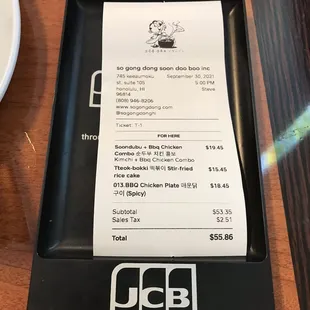 so gong dong soon doo boo inc
745 keeaumoku
September 30, 2021
st, suite 105
5:00 PM
honolulu, HI
Steve
96814
(808) 946-8206
www.sogongdong.com
@sogongdonghi
Ticket: T-7
FOR HERE
Soondubu + Bbq Chicken $19.45
Combo 순두부 치킨 콤보
Kimchi + Bbq Chicken Combo
Tteok-bokki 떡볶이 Stir-fried $15.45
rice cake
013.BBQ Chicken Plate 매운닭 $18.45
구이 (Spicy)
Subtotal $53.35
Sales Tax $2.51
Total $55.86
JCB